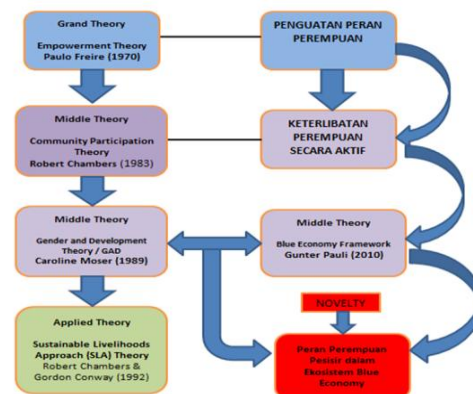 Grand Theory
Empowerment Theory
Paulo Freire (1970)
PENGUATAN PERAN
PEREMPUAN
Middle Theory
Community Participation
Theory
Robert Chambers (1983)
KETERLIBATAN
PEREMPUAN
SECARA AKTIF
Middle Theory
Gender and Development
Theory / GAD
Caroline Moser (1989)
Middle Theory
Blue Economy Framework
Gunter Pauli (2010)
Applied Theory
Sustainable Livelihoods
Approach (SLA) Theory
Robert Chambers &
Gordon Conway (1992)
NOVELTY
Peran Perempuan
Pesisir dalam
Ekosistem Blue
Economy